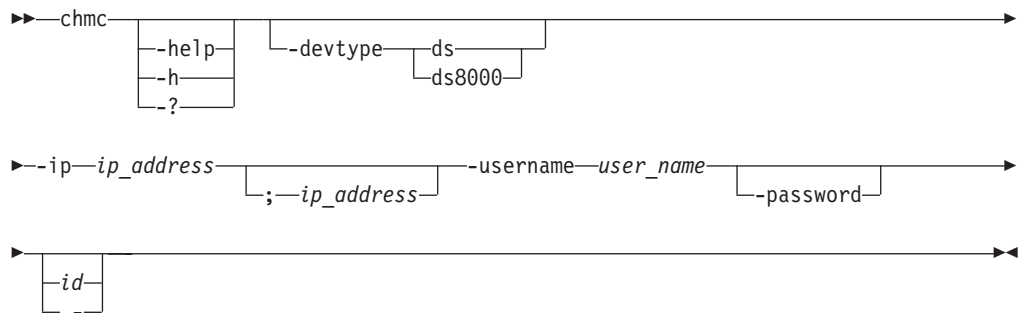 chmc
-help
-h
-?
-devtype ds
ds8000
-ip ip_address
; ip_address
-username user_name
-password
id
-